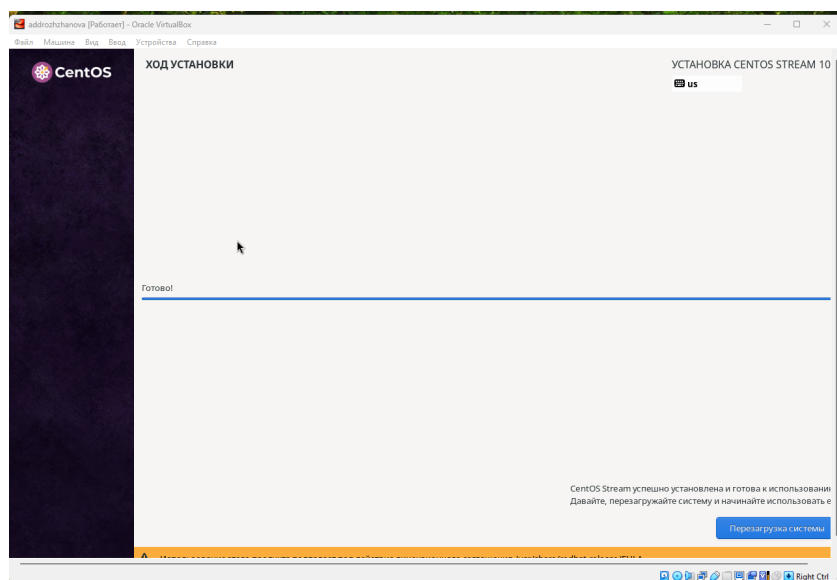 addrozhzhanova [Работает] - Oracle VirtualBox
Файл Машина Вид Ввод Устройства Справка
CentOS
ХОД УСТАНОВКИ
УСТАНОВКА CENTOS STREAM 10
us
Готово!
CentOS Stream успешно установлена и готова к использовани
Давайте, перезагружайте систему и начинайте использовать е
Перезагрузка системы
Right Ctrl